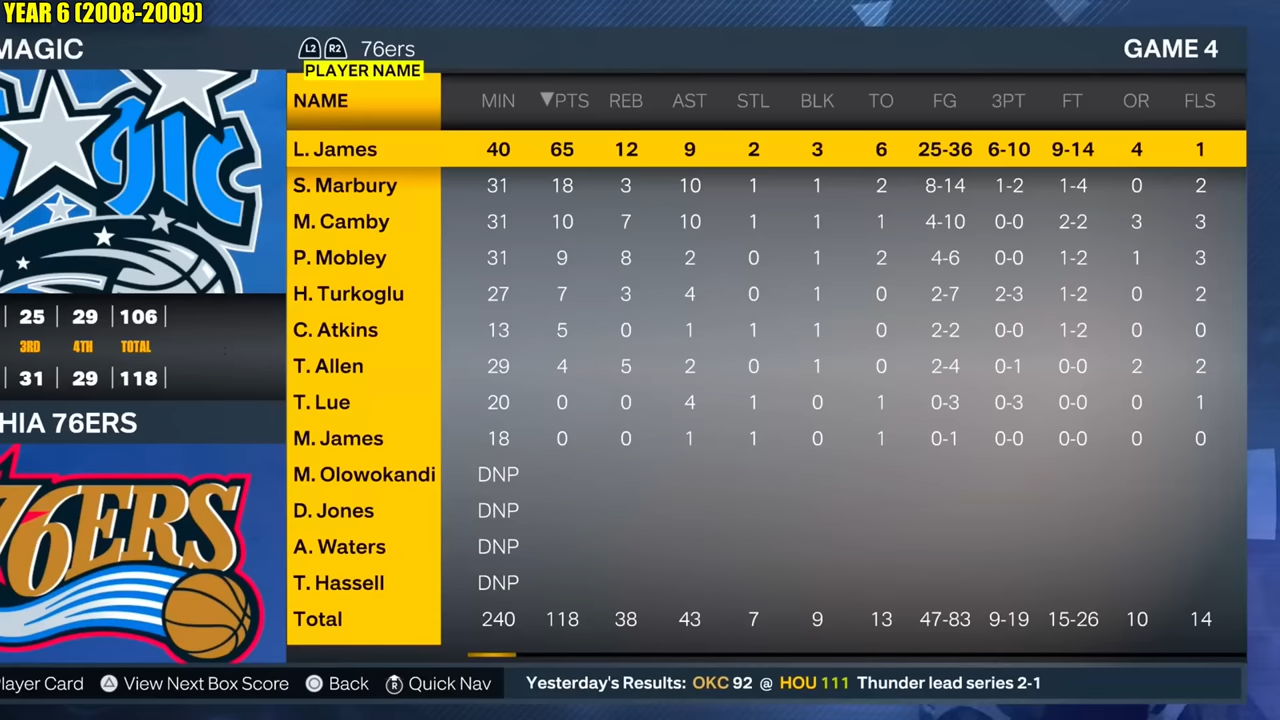 YEAR 6 (2008-2009)
MAGIC
L2 R2 76ers
GAME 4
PLAYER NAME
NAME MIN ▼PTS REB AST STL BLK TO FG 3PT FT OR FLS
L. James 40 65 12 9 2 3 6 25-36 6-10 9-14 4 1
S. Marbury 31 18 3 10 1 1 2 8-14 1-2 1-4 0 2
M. Camby 31 10 7 10 1 1 1 4-10 0-0 2-2 3 3
P. Mobley 31 9 8 2 0 1 2 4-6 0-0 1-2 1 3
H. Turkoglu 27 7 3 4 0 1 0 2-7 2-3 1-2 0 2
C. Atkins 13 5 0 1 1 1 0 2-2 0-0 1-2 0 0
T. Allen 29 4 5 2 0 1 0 2-4 0-1 0-0 2 2
T. Lue 20 0 0 4 1 0 1 0-3 0-3 0-0 0 1
M. James 18 0 0 1 1 0 1 0-1 0-0 0-0 0 0
M. Olowokandi DNP
D. Jones DNP
A. Waters DNP
T. Hassell DNP
Total 240 118 38 43 7 9 13 47-83 9-19 15-26 10 14
magic
25 29 106
3RD 4TH TOTAL
31 29 118
HIA 76ERS
76ERS
layer Card View Next Box Score Back R Quick Nav
Yesterday's Results: OKC 92 @ HOU 111 Thunder lead series 2-1